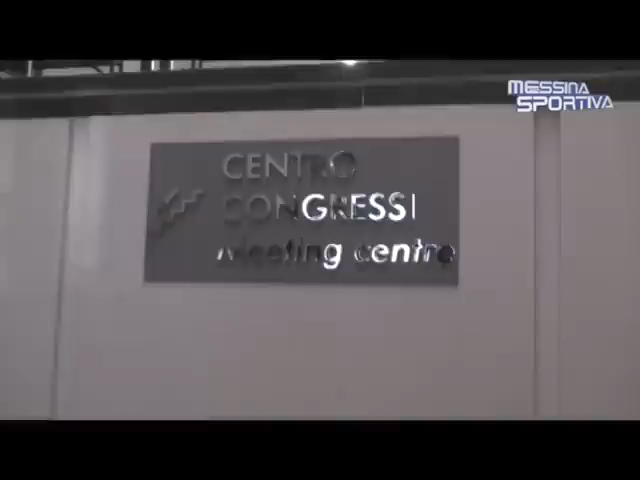 MESSINA
SPORTIVA
CENTRO
CONGRESSI
Meeting centre